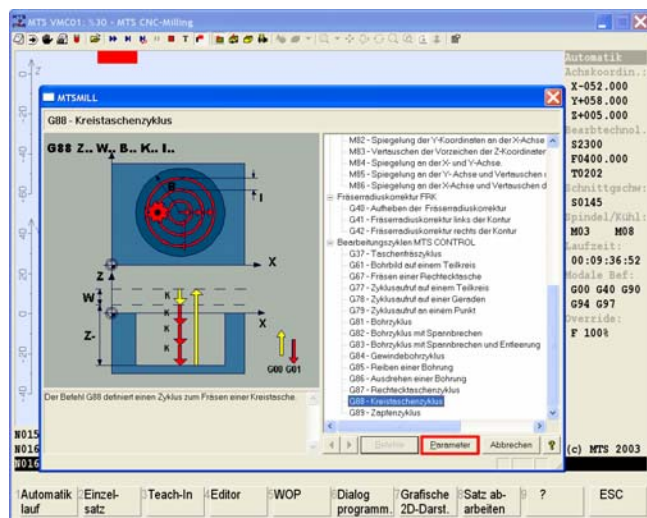 MTS VMC01: %30 - MTS CNC-Milling
Automatik
Achskoordin.:
X-052.000
Y+058.000
Z+005.000
Bearbtechnol.
S2300
F0400.000
T0202
Schnittgschw:
S0145
Spindel/Kühl:
M03 M08
Laufzeit:
00:09:36:52
Modale Bef:
G00 G40 G90
G94 G97
Override:
F 100%
(c) MTS 2003
MTSMILL
G88 - Kreistaschenzyklus
G88 Z.. W.. B.. K.. I..
B
I
X
Z
W
K
X
K
Z-
K
G00 G01
Der Befehl G88 definiert einen Zyklus zum Fräsen einer Kreistasche.
M82 - Spiegelung der Y-Koordinaten an der X-Achse
M83 - Vertauschen der Vorzeichen der Z-Koordinaten
M84 - Spiegelung an der X- und Y-Achse.
M85 - Spiegelung an der Y- Achse und Vertauschen
M86 - Spiegelung an der X-Achse und Vertauschen d
Fräserradiuskorrektur FRK
G40 - Aufheben der Fräserradiuskorrektur
G41 - Fräserradiuskorrektur links der Kontur
G42 - Fräserradiuskorrektur rechts der Kontur
Bearbeitungszyklen MTS CONTROL
G37 - Taschenfräszyklus
G61 - Bohrbild auf einem Teilkreis
G67 - Fräsen einer Rechtecktasche
G77 - Zyklusaufruf auf einem Teilkreis
G78 - Zyklusaufruf auf einer Geraden
G79 - Zyklusaufruf an einem Punkt
G81 - Bohrzyklus
G82 - Bohrzyklus mit Spanbrechen
G83 - Bohrzyklus mit Spanbrechen und Entleerung
G84 - Gewindebohrzyklus
G85 - Reiben einer Bohrung
G86 - Ausdrehen einer Bohrung
G87 - Rechtecktaschenzyklus
G88 - Kreistaschenzyklus
G89 - Zapfenzyklus
Parameter Abbrechen ?
N015
N016
N016
1 Automatik lauf
2 Einzel- satz
3 Teach-In
4 Editor
5 WOP
6 Dialog programm.
7 Grafische 2D-Darst.
8 Satz ab- arbeiten
9 ?
ESC